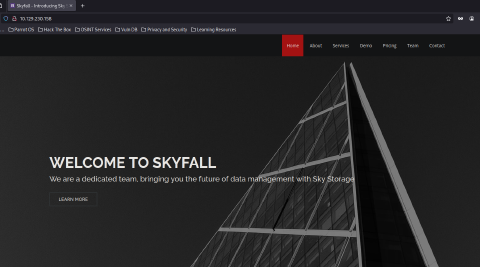 Skyfall - Introducing Sky
10.129.230.158
Parrot OS Hack The Box OSINT Services Vuln DB Privacy and Security Learning Resources
Home About Services Demo Pricing Team Contact
WELCOME TO SKYFALL
We are a dedicated team, bringing you the future of data management with Sky Storage
LEARN MORE